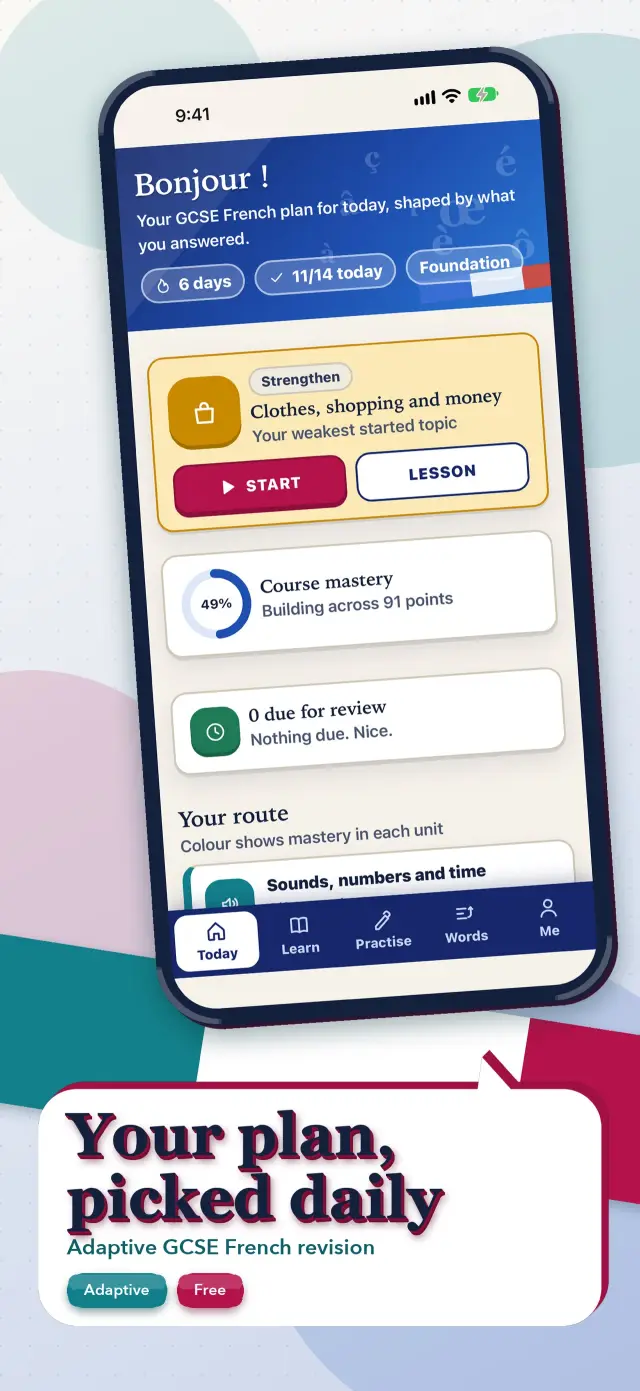 9:41
Bonjour !
Your GCSE French plan for today, shaped by what
you answered.
ç
é
â
œ
è
à
ô
6 days
11/14 today
Foundation
Strengthen
Clothes, shopping and money
Your weakest started topic
START
LESSON
49%
Course mastery
Building across 91 points
0 due for review
Nothing due. Nice.
Your route
Colour shows mastery in each unit
Sounds, numbers and time
Today
Learn
Practise
Words
Me
Your plan,
picked daily
Adaptive GCSE French revision
Adaptive
Free